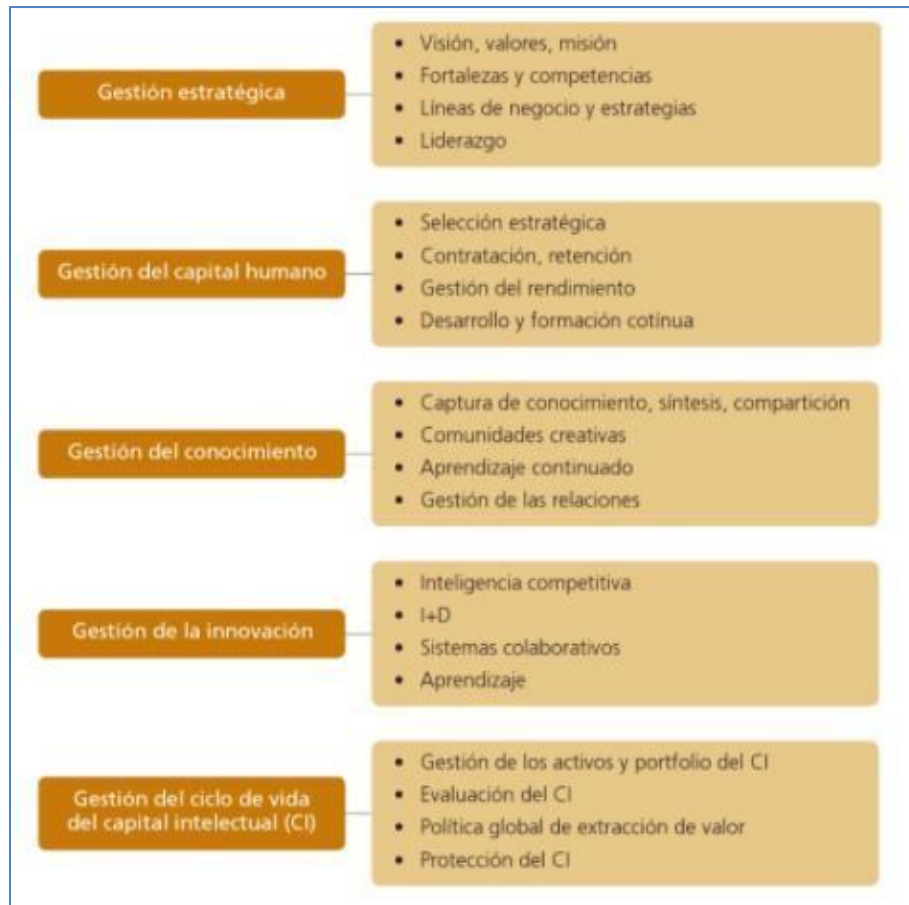 Gestión estratégica
• Visión, valores, misión
• Fortalezas y competencias
• Líneas de negocio y estrategias
• Liderazgo
Gestión del capital humano
• Selección estratégica
• Contratación, retención
• Gestión del rendimiento
• Desarrollo y formación cotínua
Gestión del conocimiento
• Captura de conocimiento, síntesis, compartición
• Comunidades creativas
• Aprendizaje continuado
• Gestión de las relaciones
Gestión de la innovación
• Inteligencia competitiva
• I+D
• Sistemas colaborativos
• Aprendizaje
Gestión del ciclo de vida
del capital intelectual (CI)
• Gestión de los activos y portfolio del CI
• Evaluación del CI
• Política global de extracción de valor
• Protección del CI